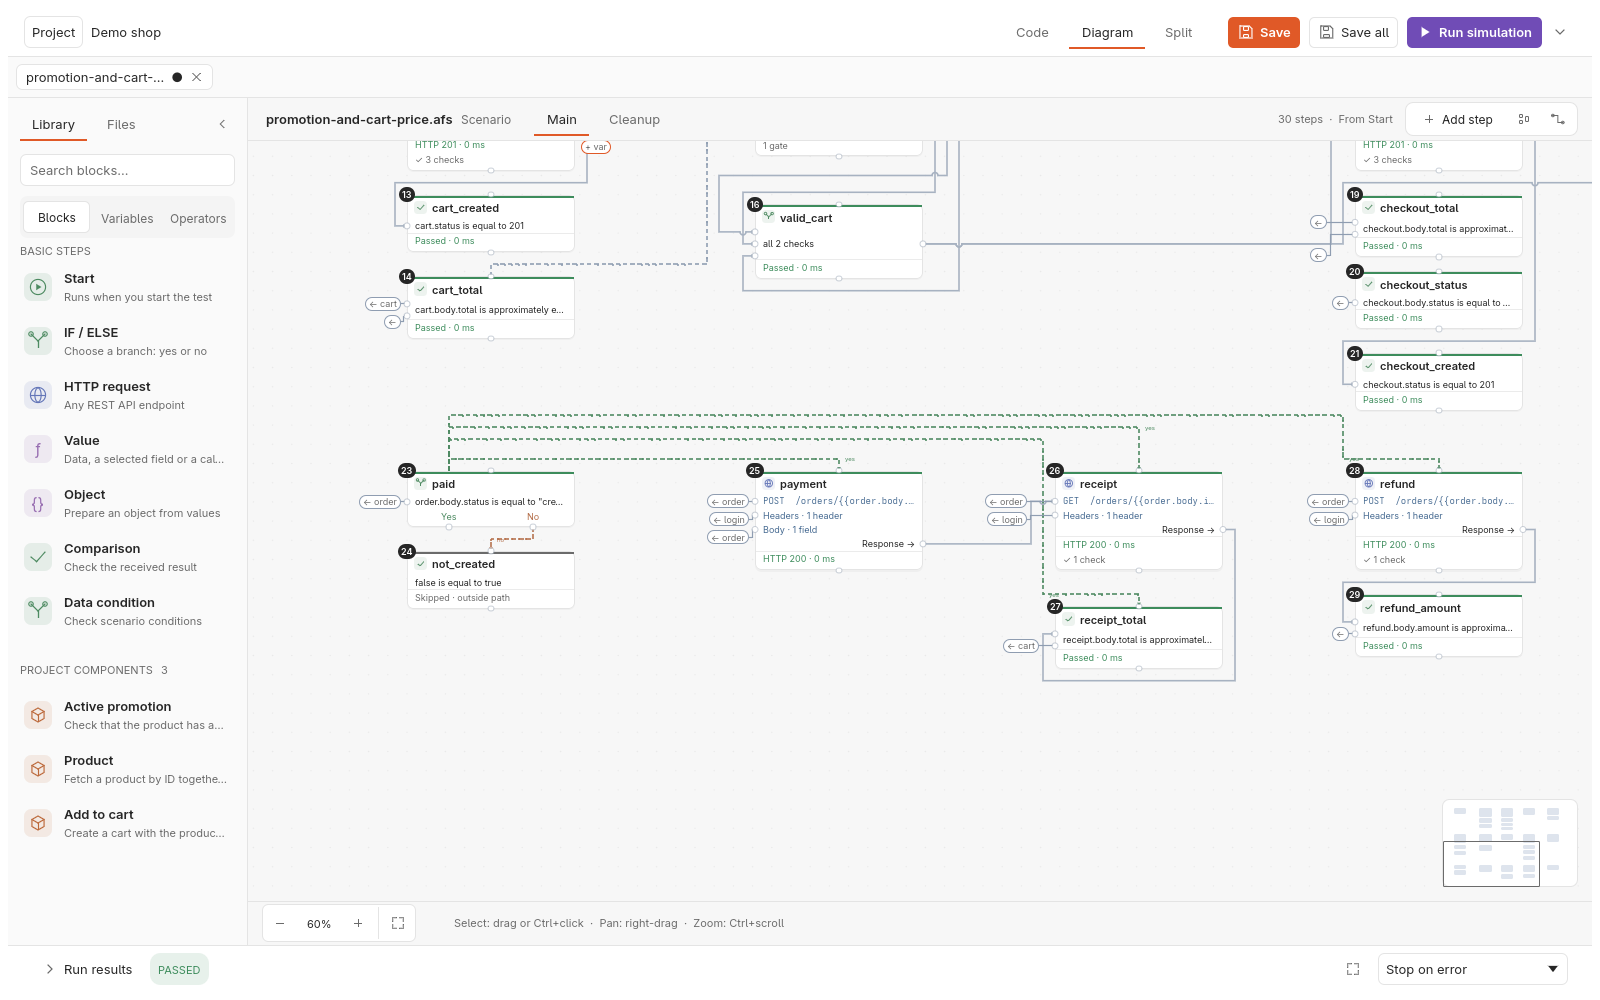 Project
Demo shop
Code
Diagram
Split
Save
Save all
Run simulation
promotion-and-cart-...
Library
Files
Search blocks...
Blocks
Variables
Operators
BASIC STEPS
Start
Runs when you start the test
IF / ELSE
Choose a branch: yes or no
HTTP request
Any REST API endpoint
Value
Data, a selected field or a cal...
Object
Prepare an object from values
Comparison
Check the received result
Data condition
Check scenario conditions
PROJECT COMPONENTS 3
Active promotion
Check that the product has a...
Product
Fetch a product by ID togethe...
Add to cart
Create a cart with the produc...
promotion-and-cart-price.afs
Scenario
Main
Cleanup
30 steps · From Start
+ Add step
HTTP 201 · 0 ms
✓ 3 checks
+ var
13
cart_created
cart.status is equal to 201
Passed · 0 ms
14
cart_total
← cart
cart.body.total is approximately e...
←
Passed · 0 ms
1 gate
16
valid_cart
all 2 checks
Passed · 0 ms
HTTP 201 · 0 ms
✓ 3 checks
19
checkout_total
←
checkout.body.total is approximat...
←
Passed · 0 ms
20
checkout_status
←
checkout.body.status is equal to ...
Passed · 0 ms
21
checkout_created
checkout.status is equal to 201
Passed · 0 ms
yes
yes
23
paid
← order
order.body.status is equal to "cre...
Yes
No
24
not_created
false is equal to true
Skipped · outside path
25
payment
← order
POST /orders/{{order.body...
← login
Headers · 1 header
← order
Body · 1 field
Response →
HTTP 200 · 0 ms
26
receipt
← order
GET /orders/{{order.body.i...
← login
Headers · 1 header
Response →
HTTP 200 · 0 ms
✓ 1 check
27
receipt_total
← cart
receipt.body.total is approximatel...
Passed · 0 ms
28
refund
← order
POST /orders/{{order.body...
← login
Headers · 1 header
Response →
HTTP 200 · 0 ms
✓ 1 check
29
refund_amount
←
refund.body.amount is approxima...
Passed · 0 ms
− 60% +
Select: drag or Ctrl+click · Pan: right-drag · Zoom: Ctrl+scroll
Run results
PASSED
Stop on error